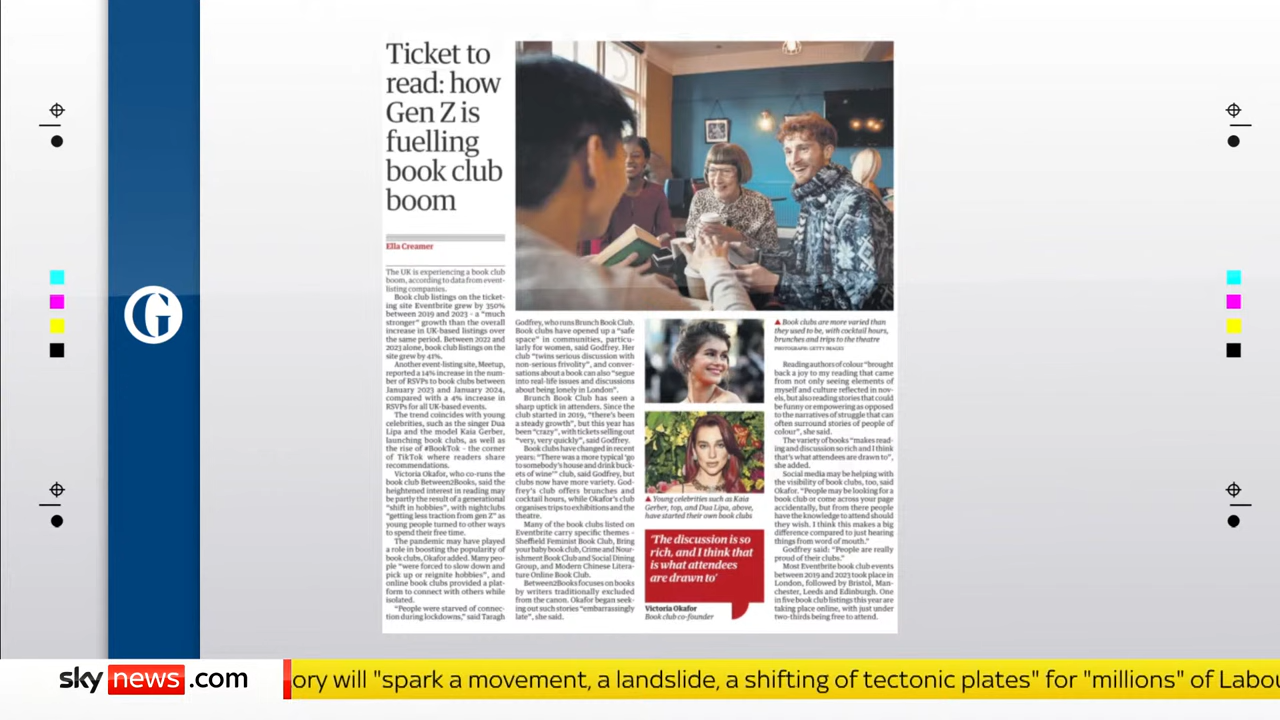 Ticket to
read: how
Gen Z is
fuelling
book club
boom
Ella Creamer
The UK is experiencing a book club
boom, according to data from event-
listing companies.
Book club listings on the ticket-
ing site Eventbrite grew by 350%
between 2019 and 2023 – a “much
stronger” growth than the overall
increase in UK-based listings over
the same period. Between 2022 and
2023 alone, book club listings on the
site grew by 41%.
Another event-listing site, Meetup,
reported a 14% increase in the num-
ber of RSVPs to book clubs between
January 2023 and January 2024,
compared with a 4% increase in
RSVPs for all UK-based events.
The trend coincides with young
celebrities, such as the singer Dua
Lipa and the model Kaia Gerber,
launching book clubs, as well as
the rise of #BookTok – the corner
of TikTok where readers share
recommendations.
Victoria Okafor, who co-runs the
book club Between2Books, said the
heightened interest in reading may
be partly the result of a generational
“shift in hobbies”, with nightclubs
“getting less traction from gen Z” as
young people turned to other ways
to spend their free time.
The pandemic may have played
a role in boosting the popularity of
book clubs, Okafor added. Many peo-
ple “were forced to slow down and
pick up or reignite hobbies”, and
online book clubs provided a plat-
form to connect with others while
isolated.
“People were starved of connec-
tion during lockdowns,” said Taragh
Godfrey, who runs Brunch Book Club.
Book clubs have opened up a “safe
space” in communities, particu-
larly for women, said Godfrey. Her
club “twins serious discussion with
non-serious frivolity”, and conver-
sations about a book can also “segue
into real-life issues and discussions
about being lonely in London”.
Brunch Book Club has seen a
sharp uptick in attenders. Since the
club started in 2019, “there’s been
a steady growth”, but this year has
been “crazy”, with tickets selling out
“very, very quickly”, said Godfrey.
Book clubs have changed in recent
years: “There was a more typical ‘go
to somebody’s house and drink buck-
ets of wine’” club, said Godfrey, but
clubs now have more variety. God-
frey’s club offers brunches and
cocktail hours, while Okafor’s club
organises trips to exhibitions and the
theatre.
Many of the book clubs listed on
Eventbrite carry specific themes –
Sheffield Feminist Book Club, Bring
your baby book club, Crime and Nour-
ishment Book Club and Social Dining
Group, and Modern Chinese Litera-
ture Online Book Club.
Between2Books focuses on books
by writers traditionally excluded
from the canon. Okafor began seek-
ing out such stories “embarrassingly
late”, she said.
▲ Young celebrities such as Kaia
Gerber, top, and Dua Lipa, above,
have started their own book clubs
‘The discussion is so
rich, and I think that
is what attendees
are drawn to’
Victoria Okafor
Book club co-founder
▲ Book clubs are more varied than
they used to be, with cocktail hours,
brunches and trips to the theatre
PHOTOGRAPH: GETTY IMAGES
Reading authors of colour “brought
back a joy to my reading that came
from not only seeing elements of
myself and culture reflected in nov-
els, but also reading stories that could
be funny or empowering as opposed
to the narratives of struggle that can
often surround stories of people of
colour”, she said.
The variety of books “makes read-
ing and discussion so rich and I think
that’s what attendees are drawn to”,
she added.
Social media may be helping with
the visibility of book clubs, too, said
Okafor. “People may be looking for a
book club or come across your page
accidentally, but from there people
have the knowledge to attend should
they wish. I think this makes a big
difference compared to just hearing
things from word of mouth.”
Godfrey said: “People are really
proud of their clubs.”
Most Eventbrite book club events
between 2019 and 2023 took place in
London, followed by Bristol, Man-
chester, Leeds and Edinburgh. One
in five book club listings this year are
taking place online, with just under
two-thirds being free to attend.
G
sky news.com
ory will "spark a movement, a landslide, a shifting of tectonic plates" for "millions" of Labou